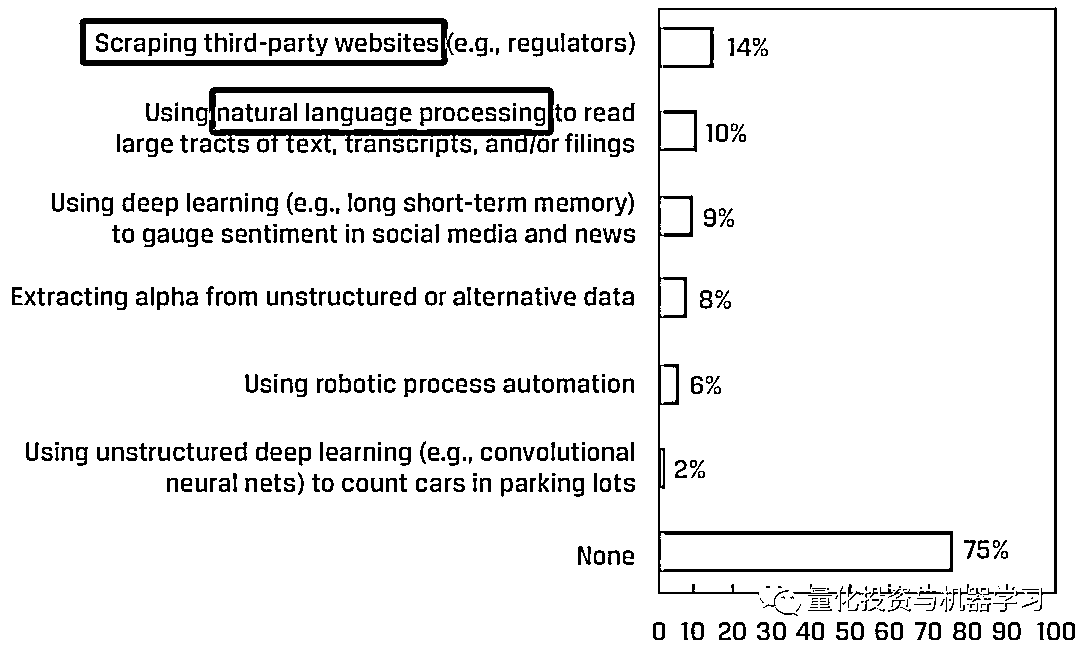 Scraping third-party websites (e.g., regulators)
14%
Using natural language processing to read
large tracts of text, transcripts, and/or filings
10%
Using deep learning (e.g., long short-term memory)
to gauge sentiment in social media and news
9%
Extracting alpha from unstructured or alternative data
8%
Using robotic process automation
6%
Using unstructured deep learning (e.g., convolutional
neural nets) to count cars in parking lots
2%
None
75%
量化投资与机器学习
0 10 20 30 40 50 60 70 80 90 100